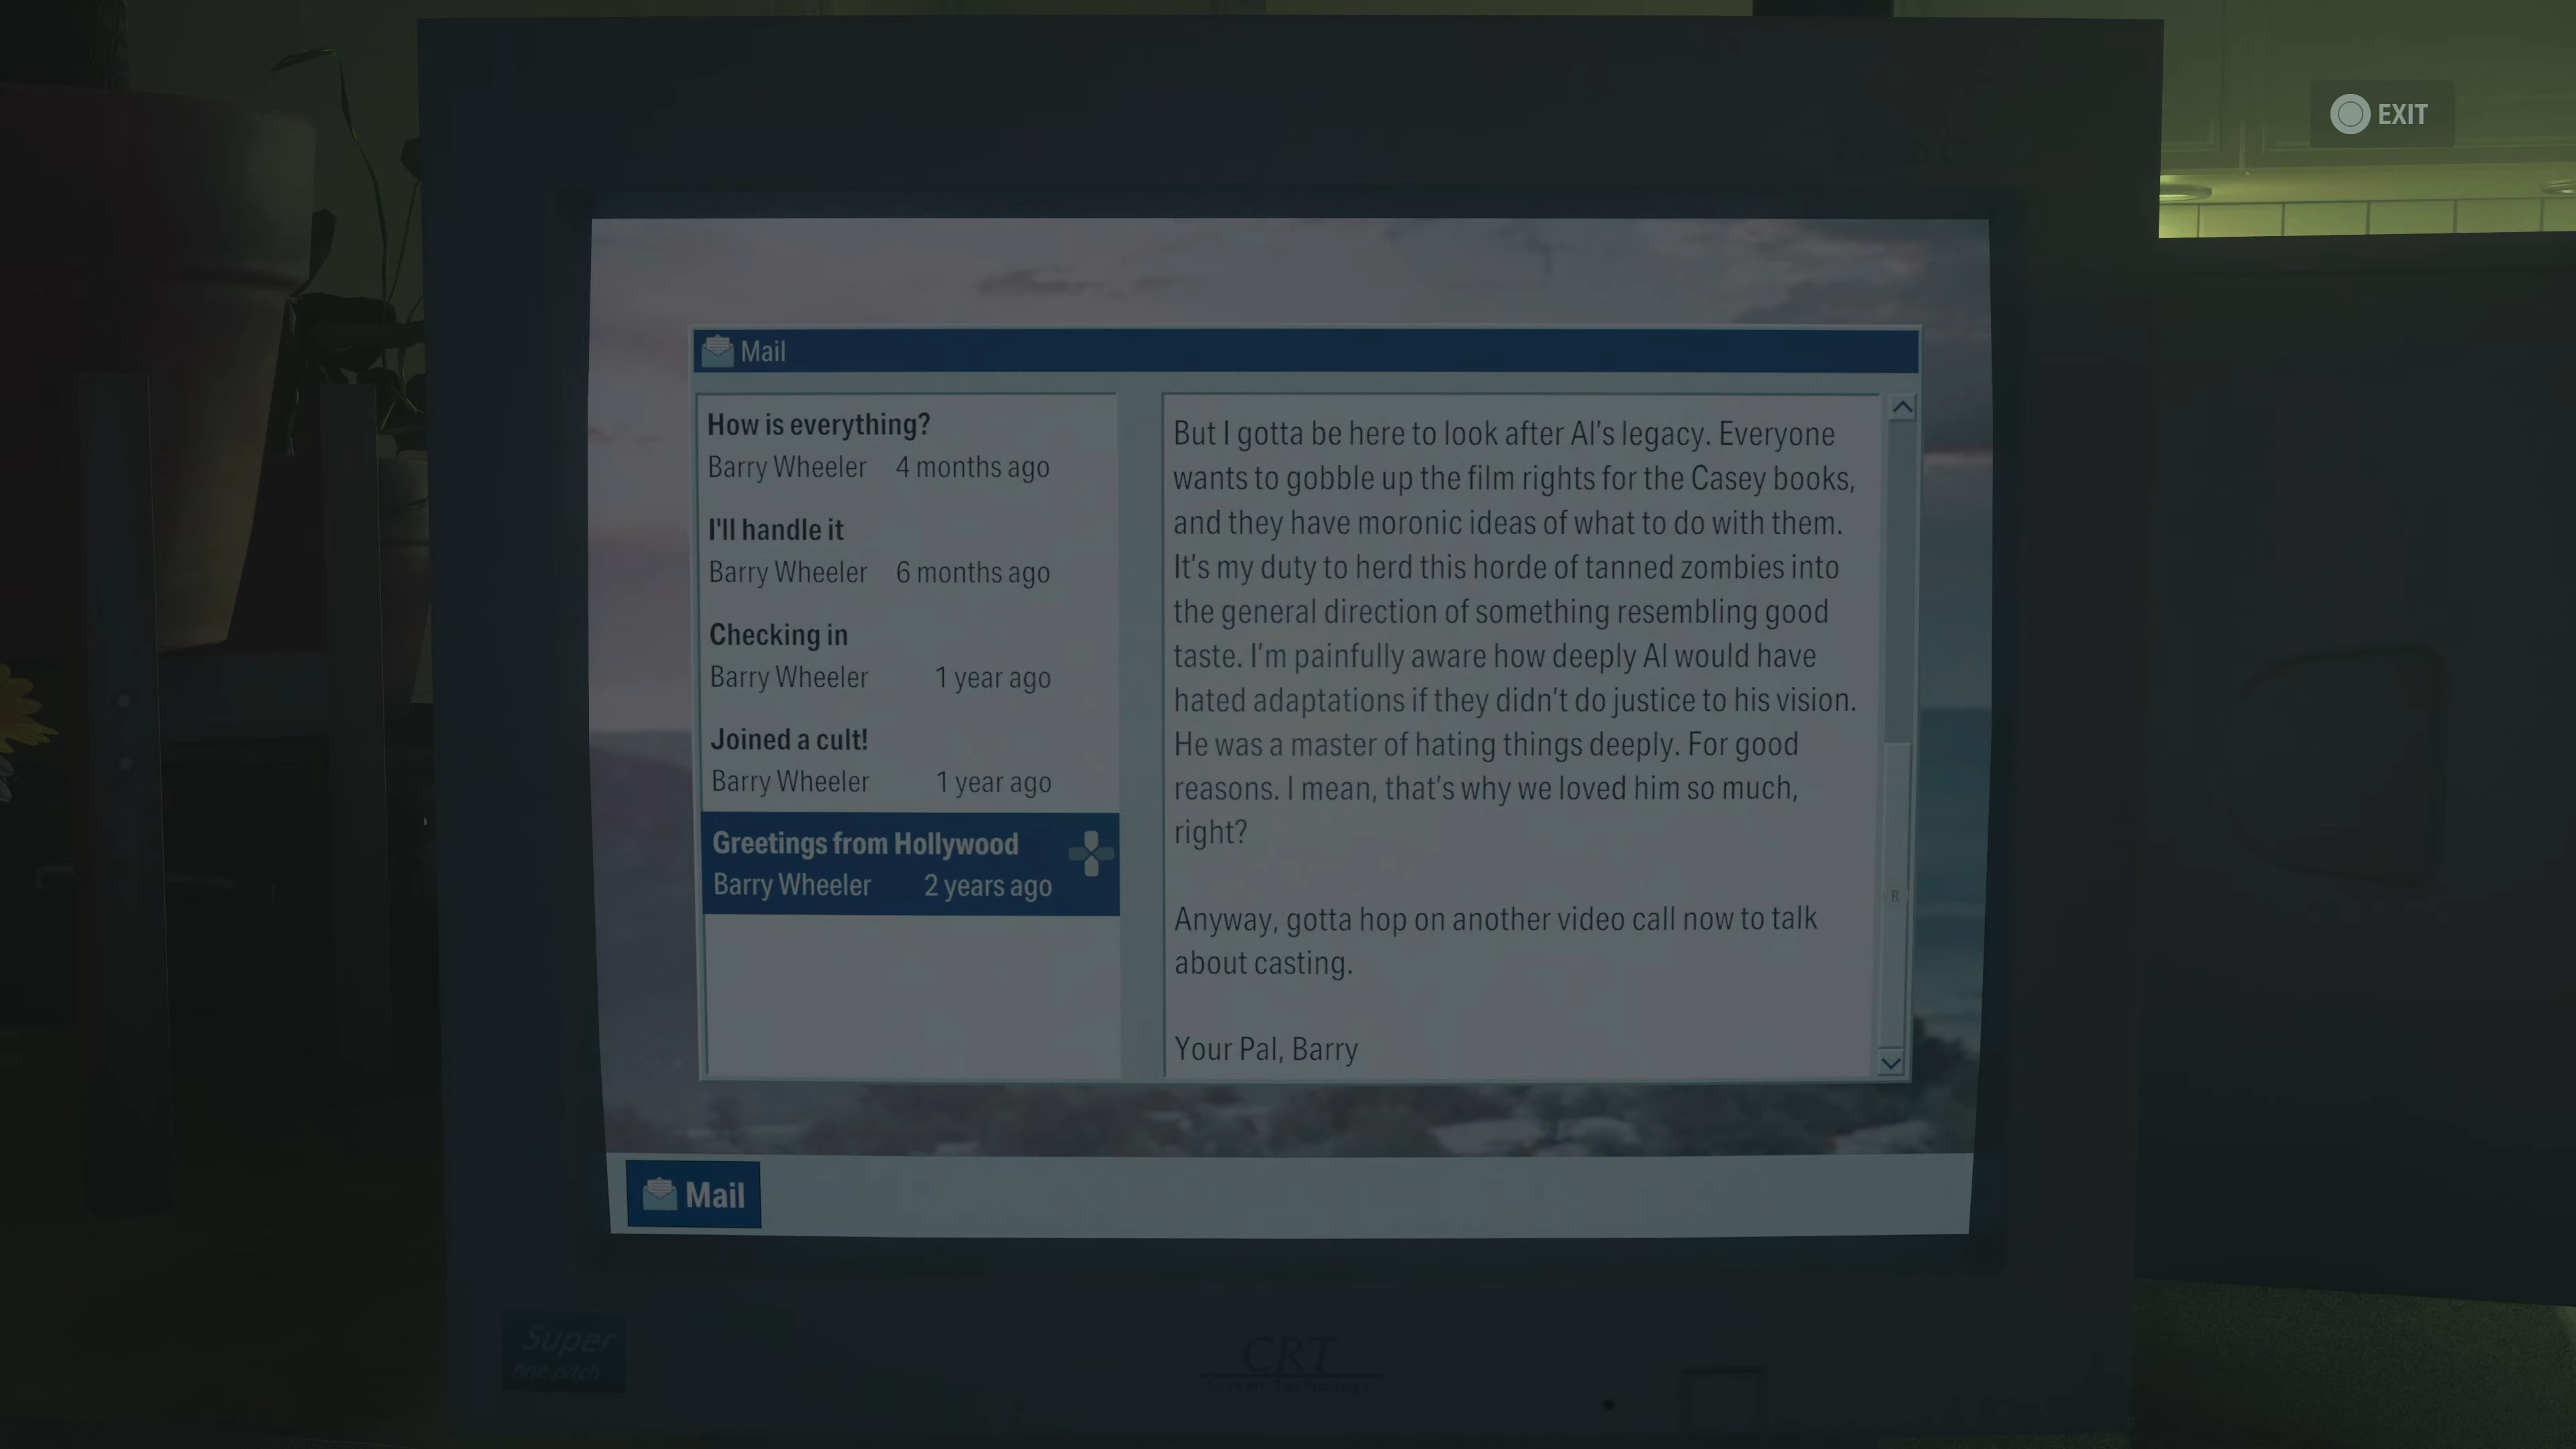 EXIT
Mail
How is everything?
Barry Wheeler 4 months ago
I'll handle it
Barry Wheeler 6 months ago
Checking in
Barry Wheeler 1 year ago
Joined a cult!
Barry Wheeler 1 year ago
Greetings from Hollywood
Barry Wheeler 2 years ago
But I gotta be here to look after Al's legacy. Everyone
wants to gobble up the film rights for the Casey books,
and they have moronic ideas of what to do with them.
It's my duty to herd this horde of tanned zombies into
the general direction of something resembling good
taste. I'm painfully aware how deeply Al would have
hated adaptations if they didn't do justice to his vision.
He was a master of hating things deeply. For good
reasons. I mean, that's why we loved him so much,
right?
Anyway, gotta hop on another video call now to talk
about casting.
Your Pal, Barry
R
Mail
Super
fine pitch
CRT
Screen Technology